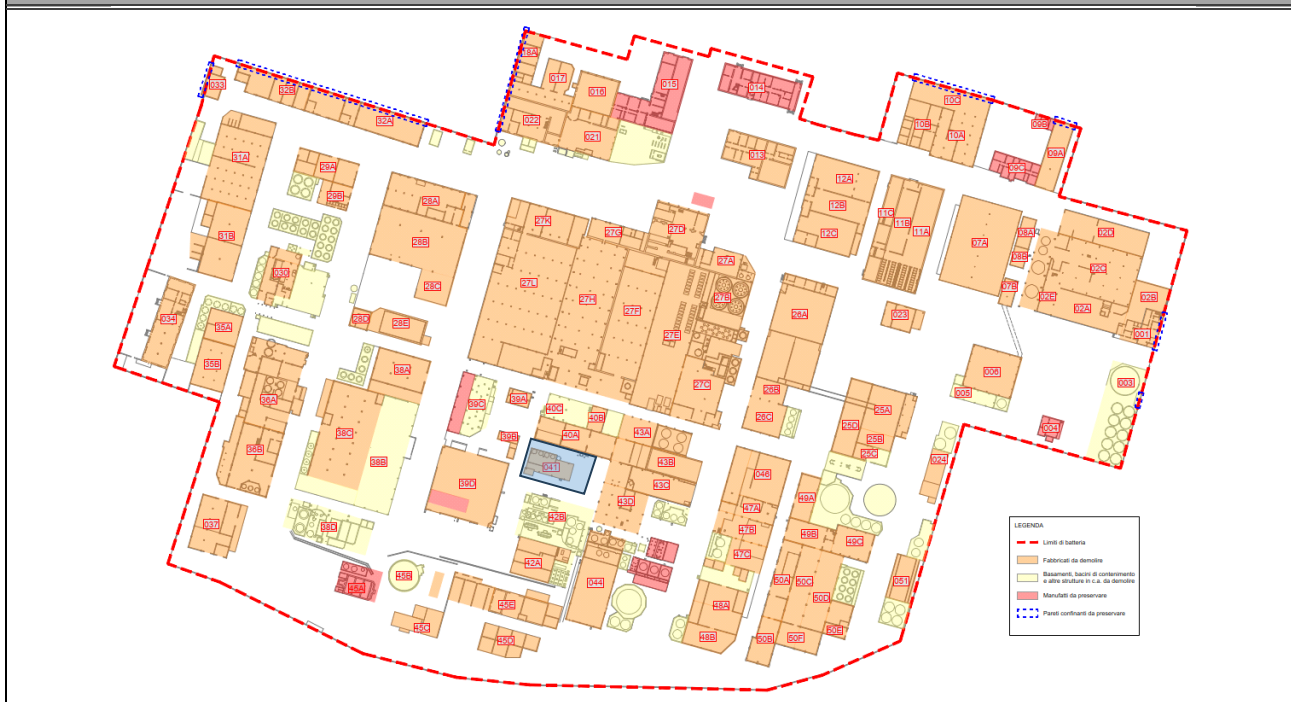 18A
017
016
015
014
033
32B
32A
022
021
10C
10B
10A
09B
09A
09C
013
31A
29A
29B
28A
12A
12B
12C
11C
11B
11A
31B
28B
27K
27G
27D
27A
07A
08A
08B
02D
02C
030
28C
27L
27H
27F
27B
07B
02E
02A
02B
001
034
35A
28D
28E
27E
26A
023
35B
38A
27C
26B
006
005
003
36A
39C
39A
40C
40B
26C
25A
36B
38C
38B
39B
40A
43A
25D
25B
25C
004
041
43B
43C
046
024
39D
43D
49A
47A
037
38D
42B
47B
49B
49C
47C
42A
044
45A
45B
50A
50C
50D
051
45E
48A
45C
45D
48B
50B
50F
50E
LEGENDA
Limiti di batteria
Fabbricati da demolire
Basamenti, bacini di contenimento
e altre strutture in c.a. da demolire
Manufatti da preservare
Pareti confinanti da preservare